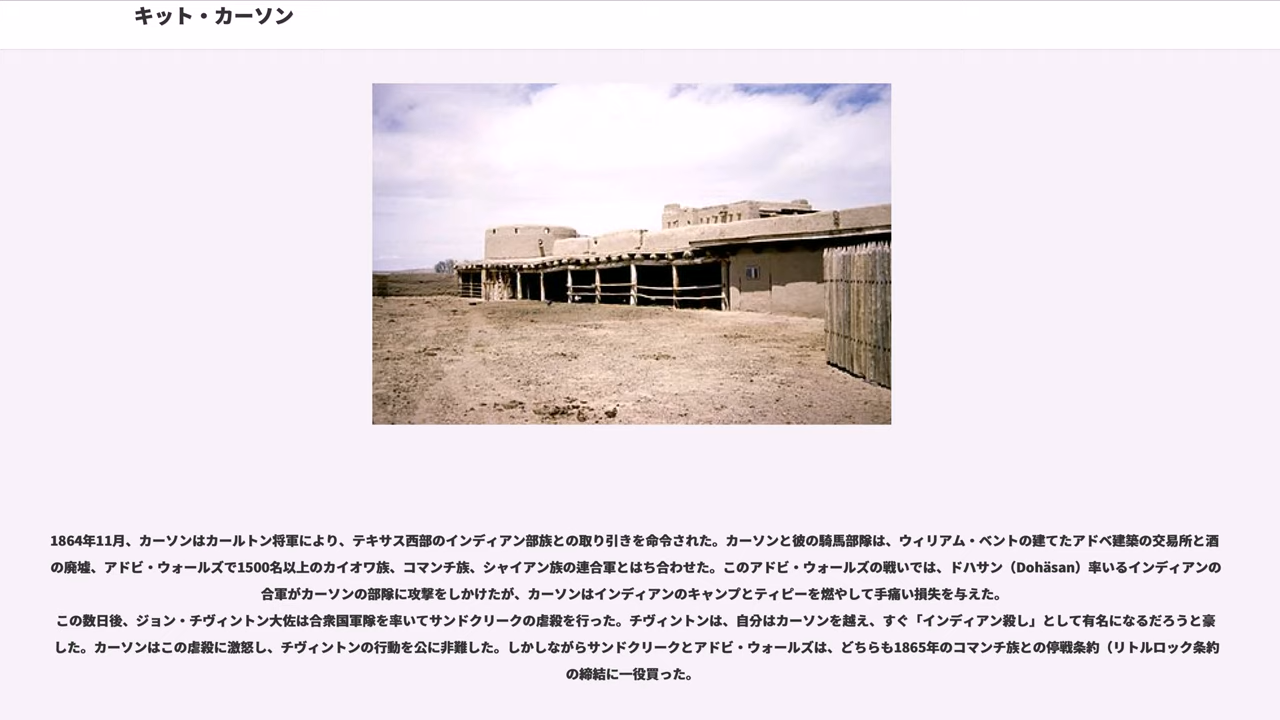 キット・カーソン
1864年11月、カーソンはカールトン将軍により、テキサス西部のインディアン部族との取り引きを命令された。カーソンと彼の騎馬部隊は、ウィリアム・ベントの建てたアドベ建築の交易所と酒
の廃墟、アドビ・ウォールズで1500名以上のカイオワ族、コマンチ族、シャイアン族の連合軍とはち合わせた。このアドビ・ウォールズの戦いでは、ドハサン（Dohäsan）率いるインディアンの
合軍がカーソンの部隊に攻撃をしかけたが、カーソンはインディアンのキャンプとティピーを燃やして手痛い損失を与えた。
この数日後、ジョン・チヴィントン大佐は合衆国軍隊を率いてサンドクリークの虐殺を行った。チヴィントンは、自分はカーソンを越え、すぐ「インディアン殺し」として有名になるだろうと豪
した。カーソンはこの虐殺に激怒し、チヴィントンの行動を公に非難した。しかしながらサンドクリークとアドビ・ウォールズは、どちらも1865年のコマンチ族との停戦条約（リトルロック条約
の締結に一役買った。